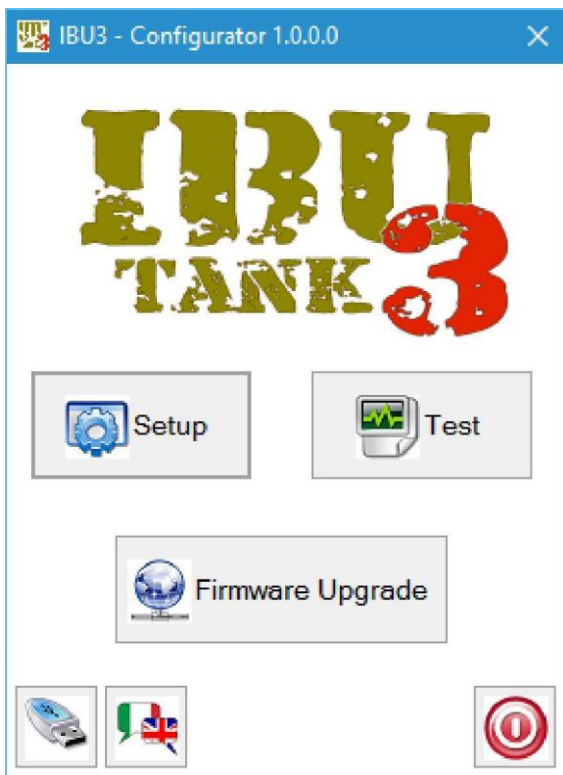 IBU3 - Configurator 1.0.0.0
IBU
TANK 3
Setup
Test
Firmware Upgrade